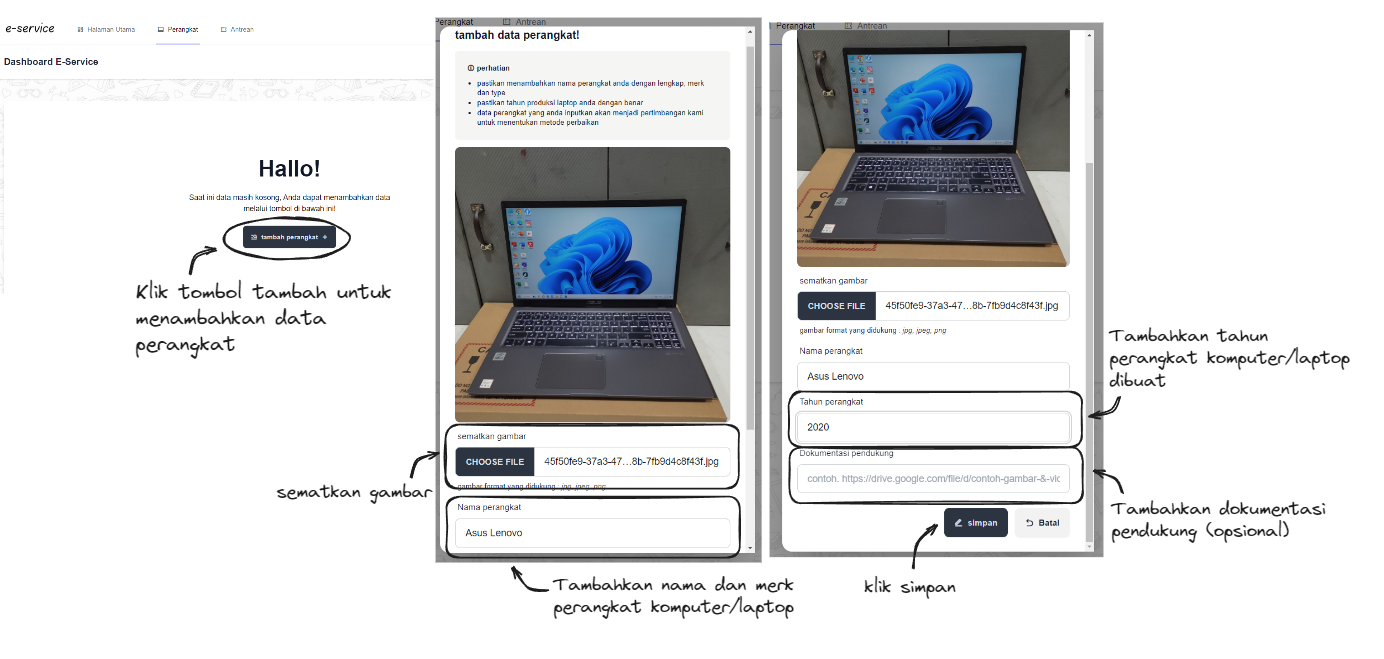 e-service
Halaman Utama
Perangkat
Antrean
Dashboard E-Service
Hallo!
Saat ini data masih kosong, Anda dapat menambahkan data
melalui tombol di bawah ini!
tambah perangkat +
Klik tombol tambah untuk
menambahkan data
perangkat
Perangkat
Antrean
tambah data perangkat!
perhatian
pastikan menambahkan nama perangkat anda dengan lengkap, merk
dan type
pastikan tahun produksi laptop anda dengan benar
data perangkat yang anda inputkan akan menjadi pertimbangan kami
untuk menentukan metode perbaikan
sematkan gambar
CHOOSE FILE
45f50fe9-37a3-47…8b-7fb9d4c8f43f.jpg
gambar format yang didukung : jpg, jpeg, png
Nama perangkat
Asus Lenovo
sematkan gambar
Tambahkan nama dan merk
perangkat komputer/laptop
Perangkat
Antrean
sematkan gambar
CHOOSE FILE
45f50fe9-37a3-47…8b-7fb9d4c8f43f.jpg
gambar format yang didukung : jpg, jpeg, png
Nama perangkat
Asus Lenovo
Tahun perangkat
2020
Dokumentasi pendukung
contoh. https://drive.google.com/file/d/contoh-gambar-&-vic
simpan
Batal
Tambahkan tahun
perangkat komputer/laptop
dibuat
Tambahkan dokumentasi
pendukung (opsional)
klik simpan